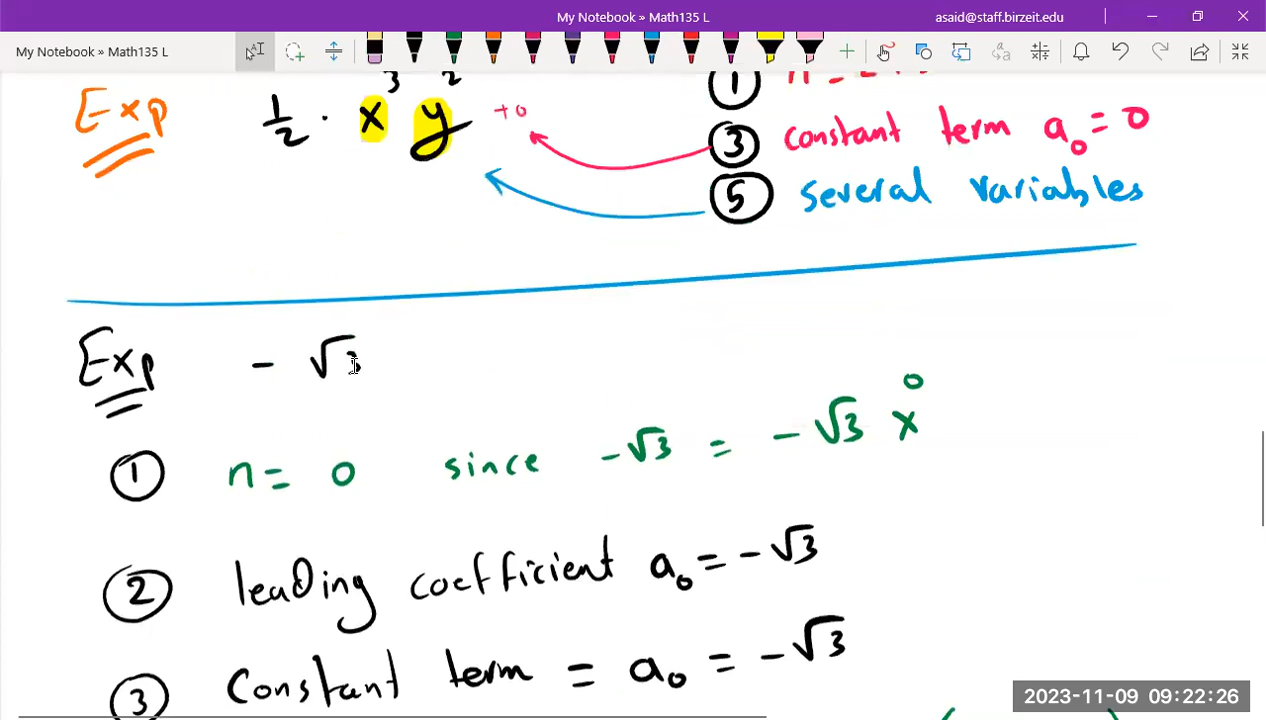 My Notebook » Math135 L
asaid@staff.birzeit.edu
My Notebook » Math135 L
Exp 1/2 · x³ y² + 0
① n =
③ constant term a₀ = 0
⑤ several variables
Exp - √3
① n = 0 since -√3 = -√3 x⁰
② leading coefficient a₀ = -√3
③ Constant term = a₀ = -√3
2023-11-09 09:22:26